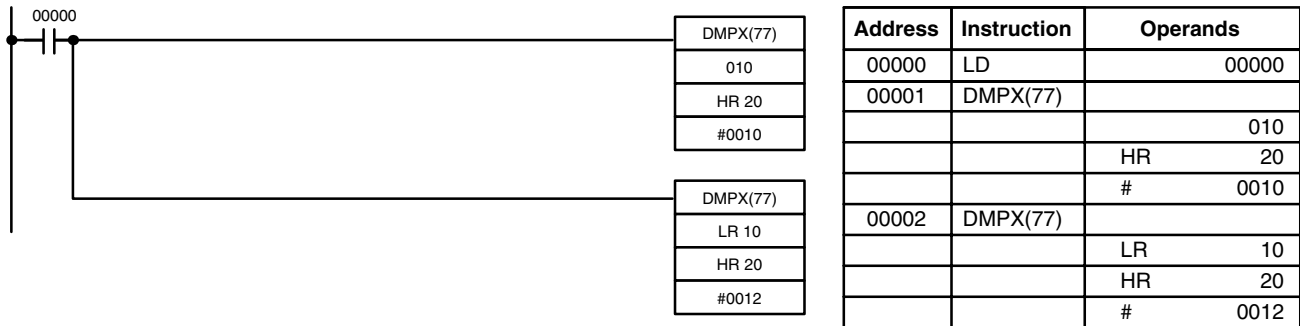 00000
DMPX(77)
010
HR 20
#0010
DMPX(77)
LR 10
HR 20
#0012
Address Instruction Operands
00000 LD 00000
00001 DMPX(77)
010
HR 20
# 0010
00002 DMPX(77)
LR 10
HR 20
# 0012